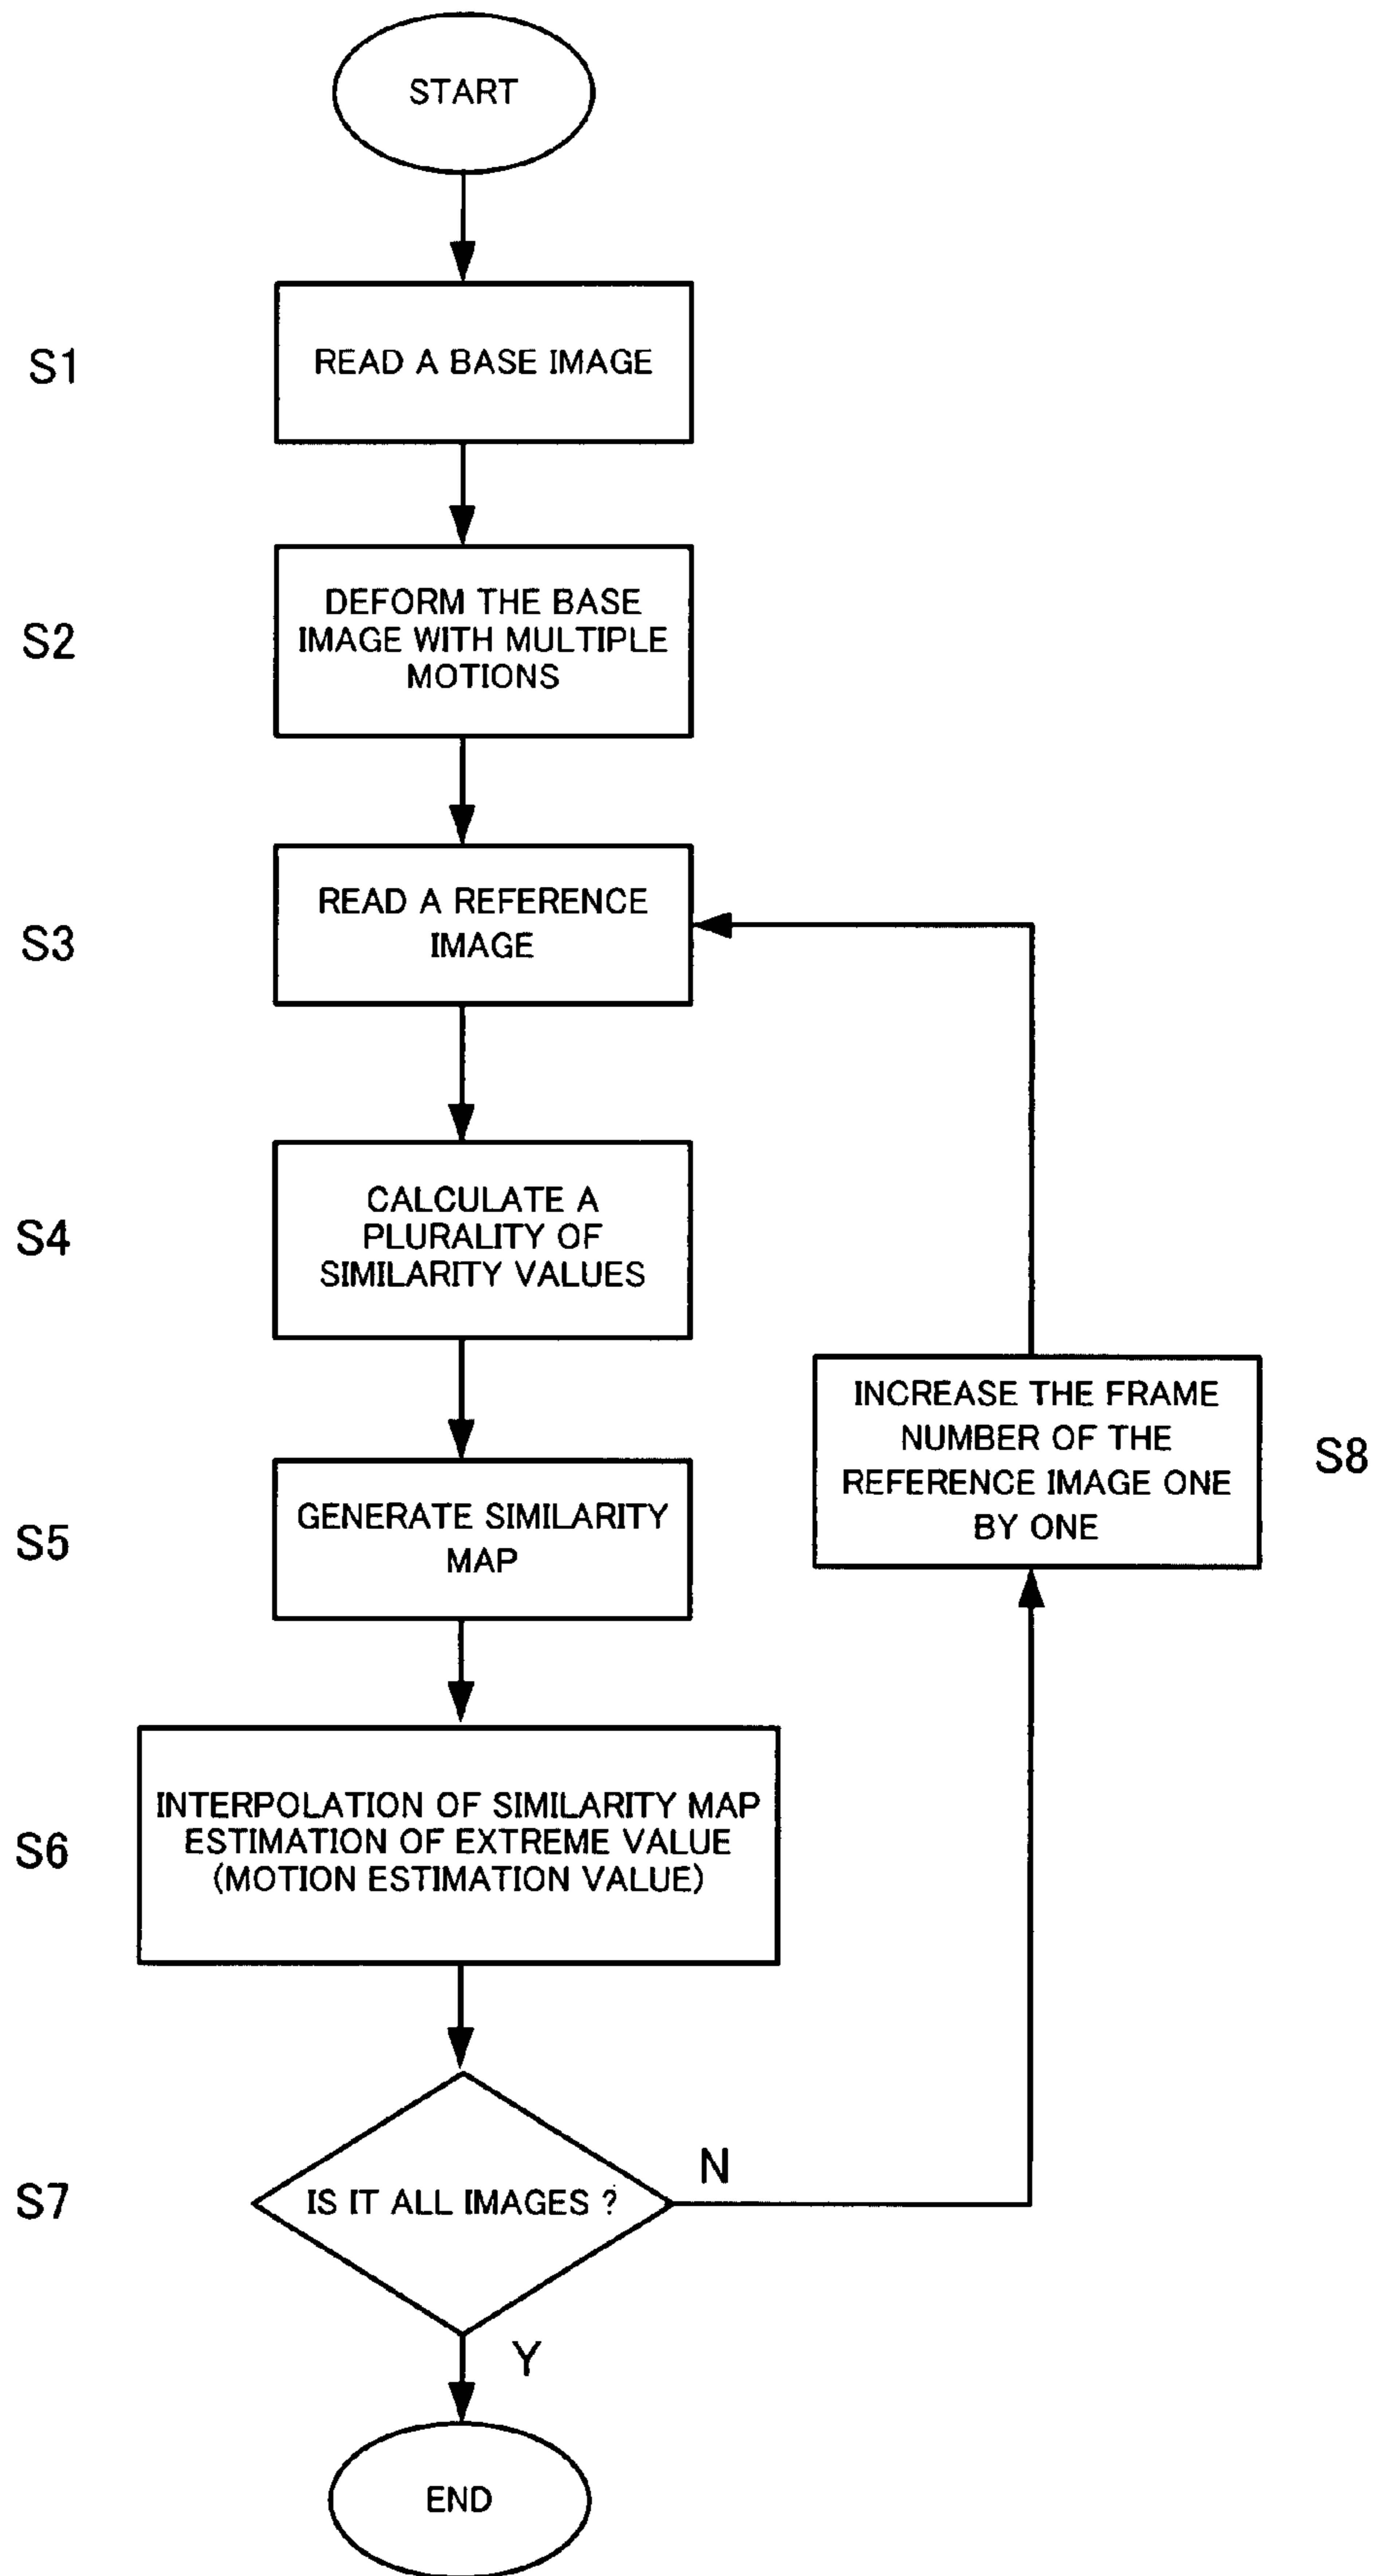 START
S1
READ A BASE IMAGE
S2
DEFORM THE BASE
IMAGE WITH MULTIPLE
MOTIONS
S3
READ A REFERENCE
IMAGE
S4
CALCULATE A
PLURALITY OF
SIMILARITY VALUES
INCREASE THE FRAME
NUMBER OF THE
REFERENCE IMAGE ONE
BY ONE
S8
S5
GENERATE SIMILARITY
MAP
S6
INTERPOLATION OF SIMILARITY MAP
ESTIMATION OF EXTREME VALUE
(MOTION ESTIMATION VALUE)
S7
IS IT ALL IMAGES ?
N
Y
END